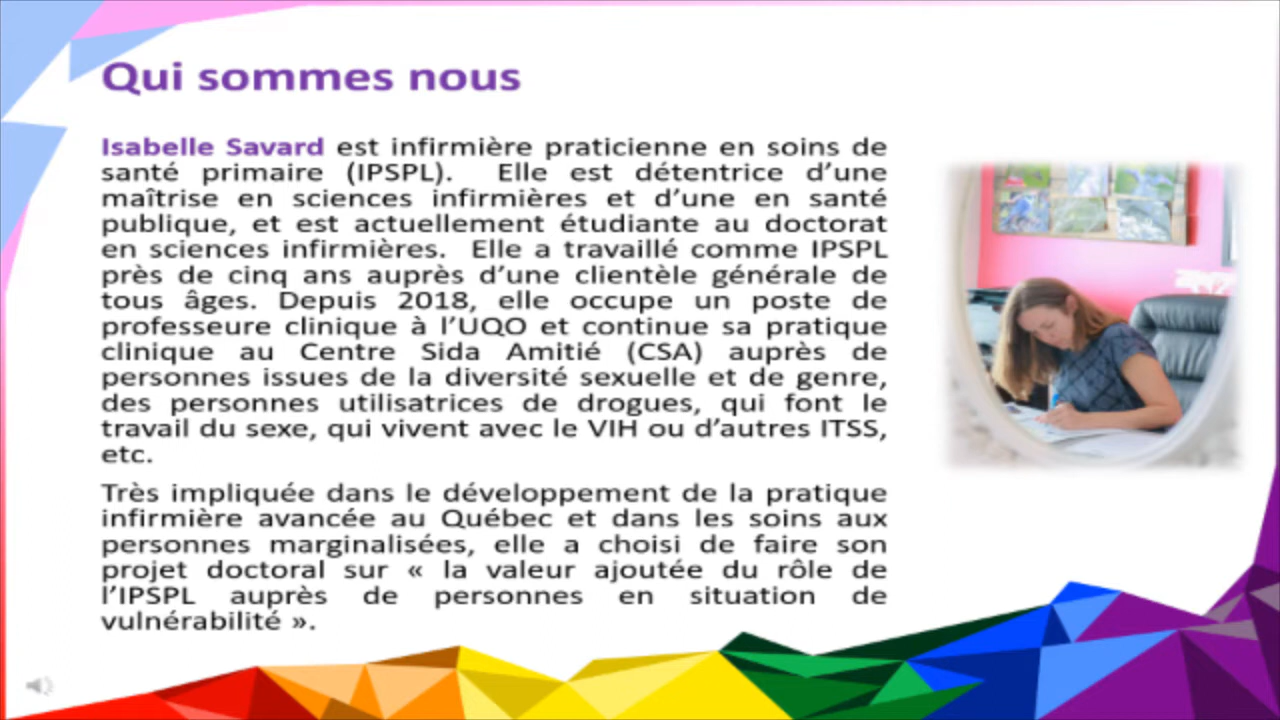 Qui sommes nous
Isabelle Savard est infirmière praticienne en soins de
santé primaire (IPSPL). Elle est détentrice d’une
maîtrise en sciences infirmières et d’une en santé
publique, et est actuellement étudiante au doctorat
en sciences infirmières. Elle a travaillé comme IPSPL
près de cinq ans auprès d’une clientèle générale de
tous âges. Depuis 2018, elle occupe un poste de
professeure clinique à l’UQO et continue sa pratique
clinique au Centre Sida Amitié (CSA) auprès de
personnes issues de la diversité sexuelle et de genre,
des personnes utilisatrices de drogues, qui font le
travail du sexe, qui vivent avec le VIH ou d’autres ITSS,
etc.
Très impliquée dans le développement de la pratique
infirmière avancée au Québec et dans les soins aux
personnes marginalisées, elle a choisi de faire son
projet doctoral sur « la valeur ajoutée du rôle de
l’IPSPL auprès de personnes en situation de
vulnérabilité ».